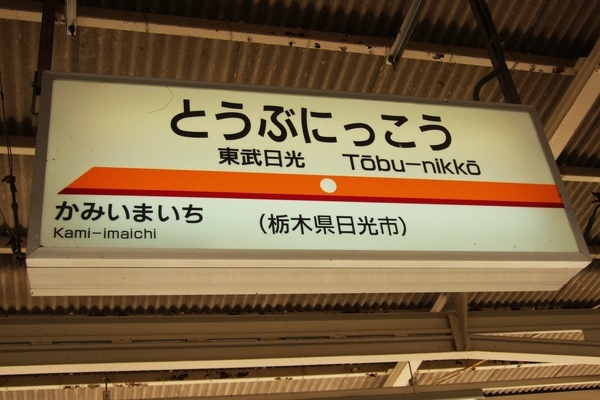 とうぶにっこう
東武日光 Tōbu-nikkō
かみいまいち
Kami-imaichi
(栃木県日光市)